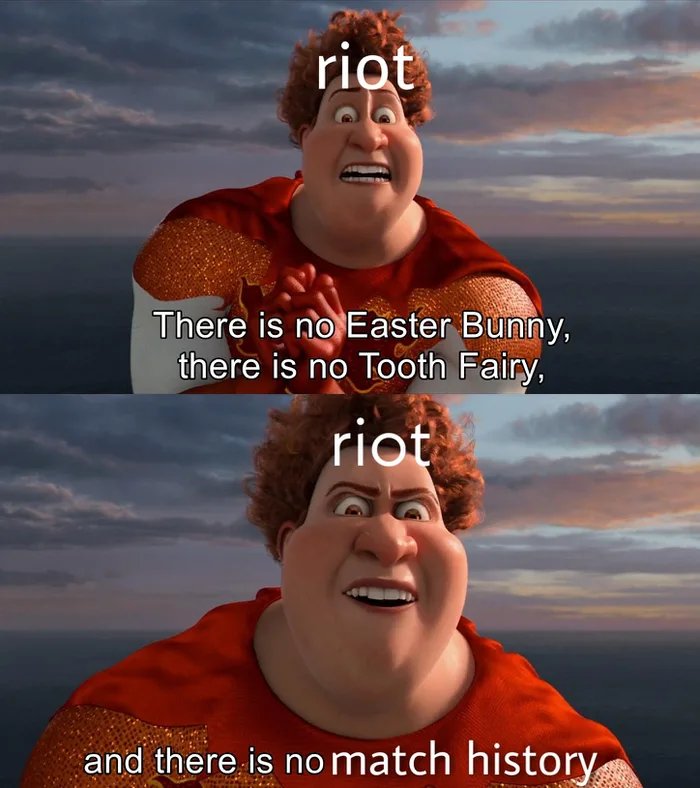 riot
There is no Easter Bunny,
there is no Tooth Fairy,
riot
and there is no match history